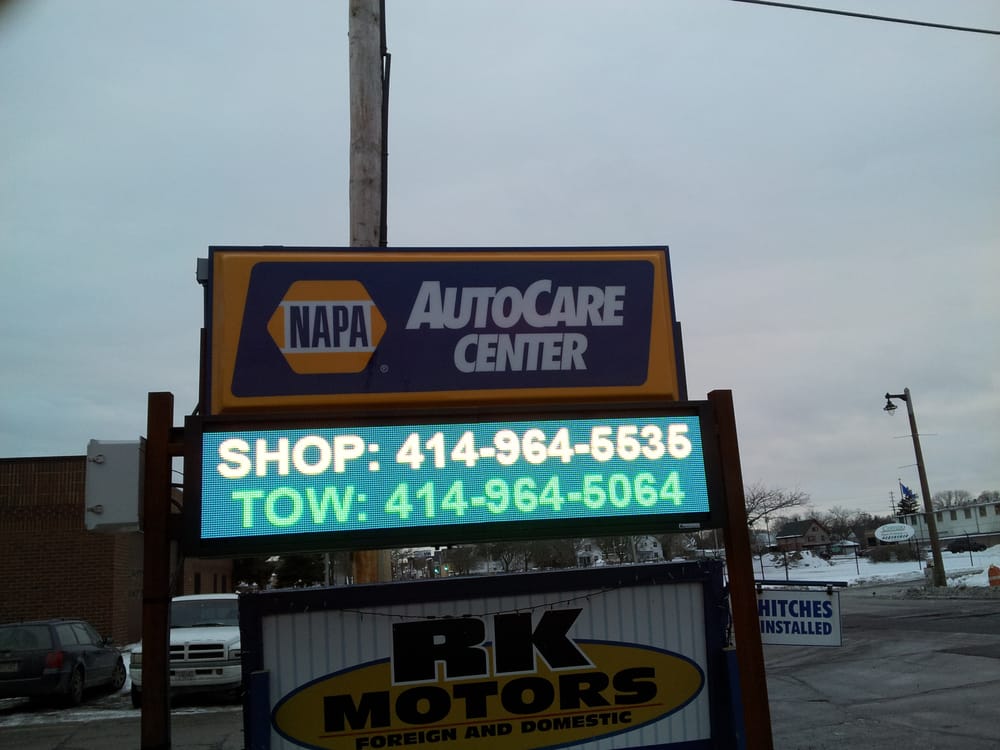 NAPA
®
AUTOCARE
CENTER
SHOP: 414-964-5535
TOW: 414-964-5064
RK
MOTORS
FOREIGN AND DOMESTIC
HITCHES
INSTALLED